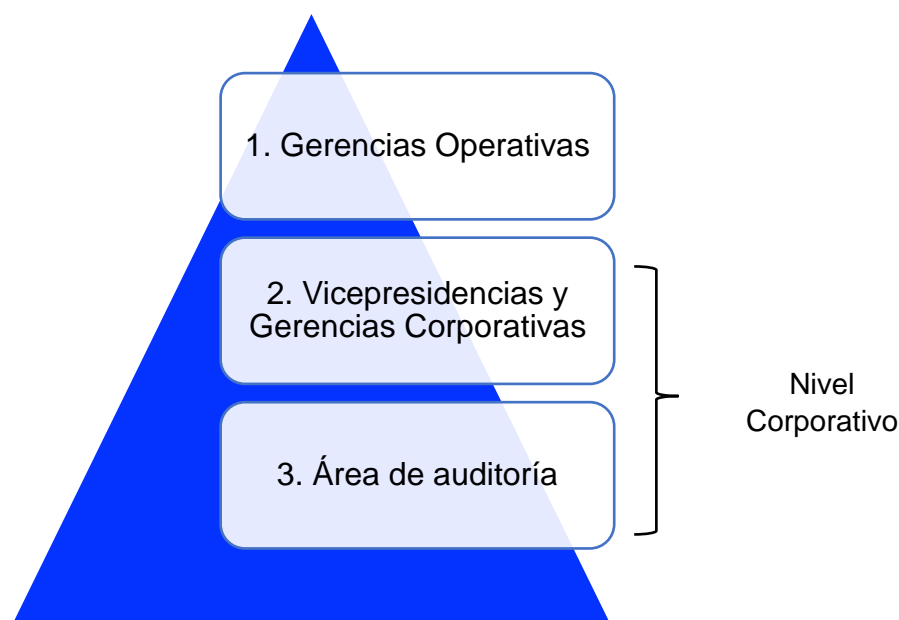 1. Gerencias Operativas
2. Vicepresidencias y
Gerencias Corporativas
3. Área de auditoría
Nivel
Corporativo